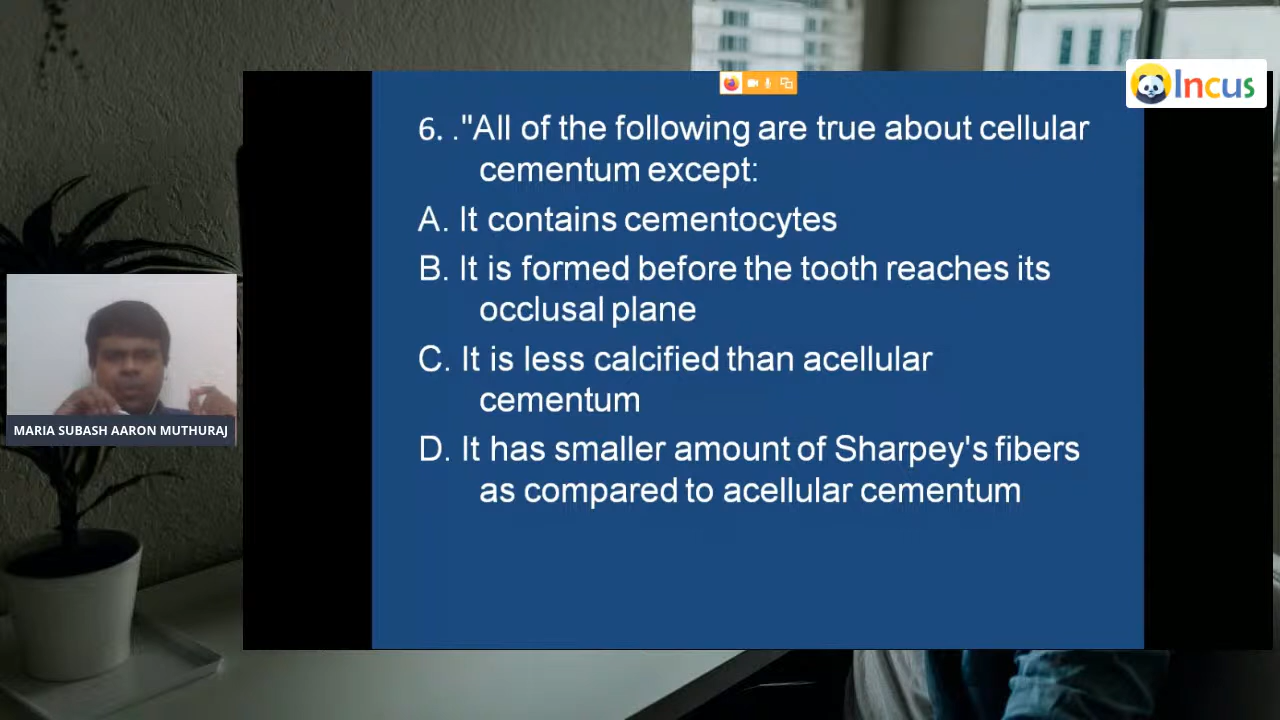 Incus
6. ."All of the following are true about cellular
cementum except:
A. It contains cementocytes
B. It is formed before the tooth reaches its
occlusal plane
C. It is less calcified than acellular
cementum
D. It has smaller amount of Sharpey's fibers
as compared to acellular cementum
MARIA SUBASH AARON MUTHURAJ